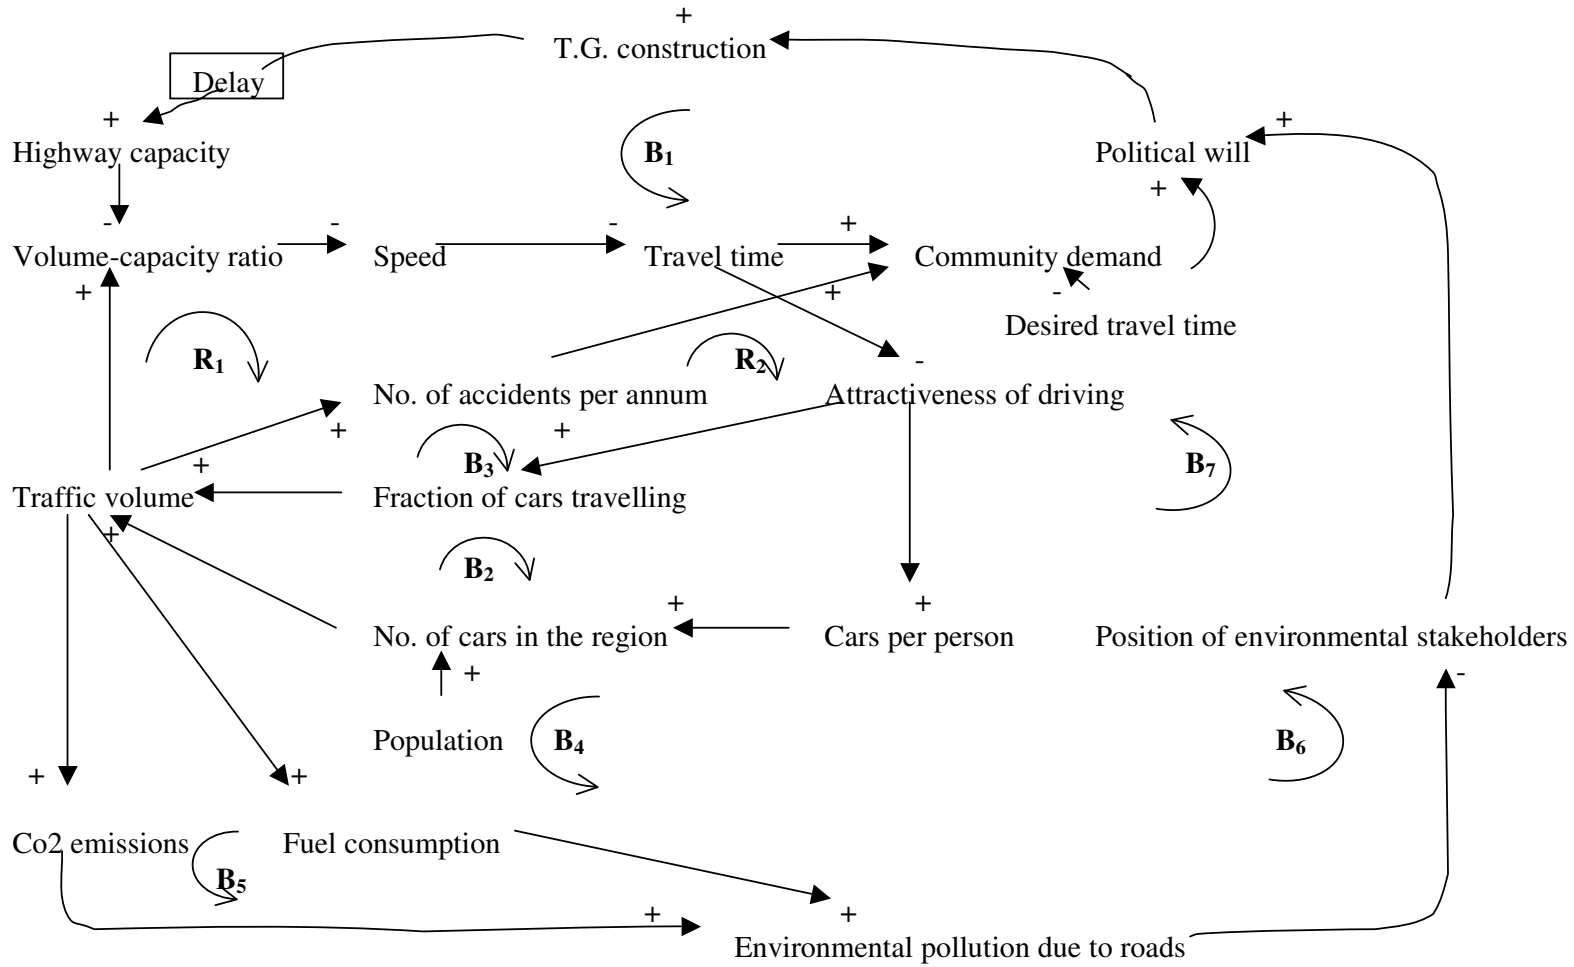 +
T.G. construction
Delay
+
+
Highway capacity
B1
Political will
+
-
-
-
+
Volume-capacity ratio
Speed
Travel time
Community demand
+
+
-
Desired travel time
R1
R2
-
No. of accidents per annum
Attractiveness of driving
+
+
+
B3
B7
Traffic volume
Fraction of cars travelling
+
B2
+
+
No. of cars in the region
Cars per person
Position of environmental stakeholders
+
-
Population
B4
B6
+
+
Co2 emissions
Fuel consumption
B5
+
+
Environmental pollution due to roads